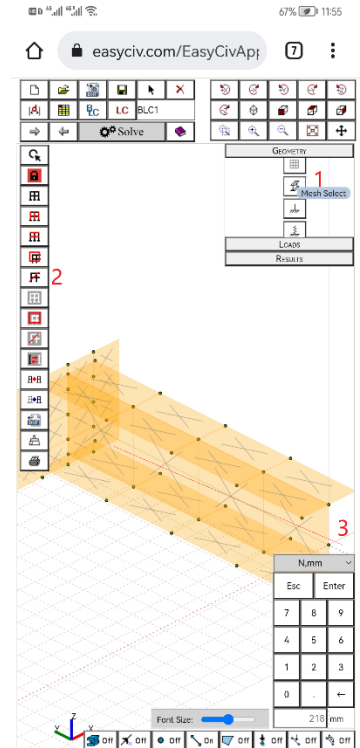 67% 11:55
easyciv.com/EasyCivApp
7
LC BLC1
Solve
GEOMETRY
1
Mesh Select
LOADS
RESULTS
2
3
N,mm
Esc Enter
7 8 9
4 5 6
1 2 3
0 . ←
218 mm
Font Size:
Z
Y X
Off Off Off On Off Off Off Off